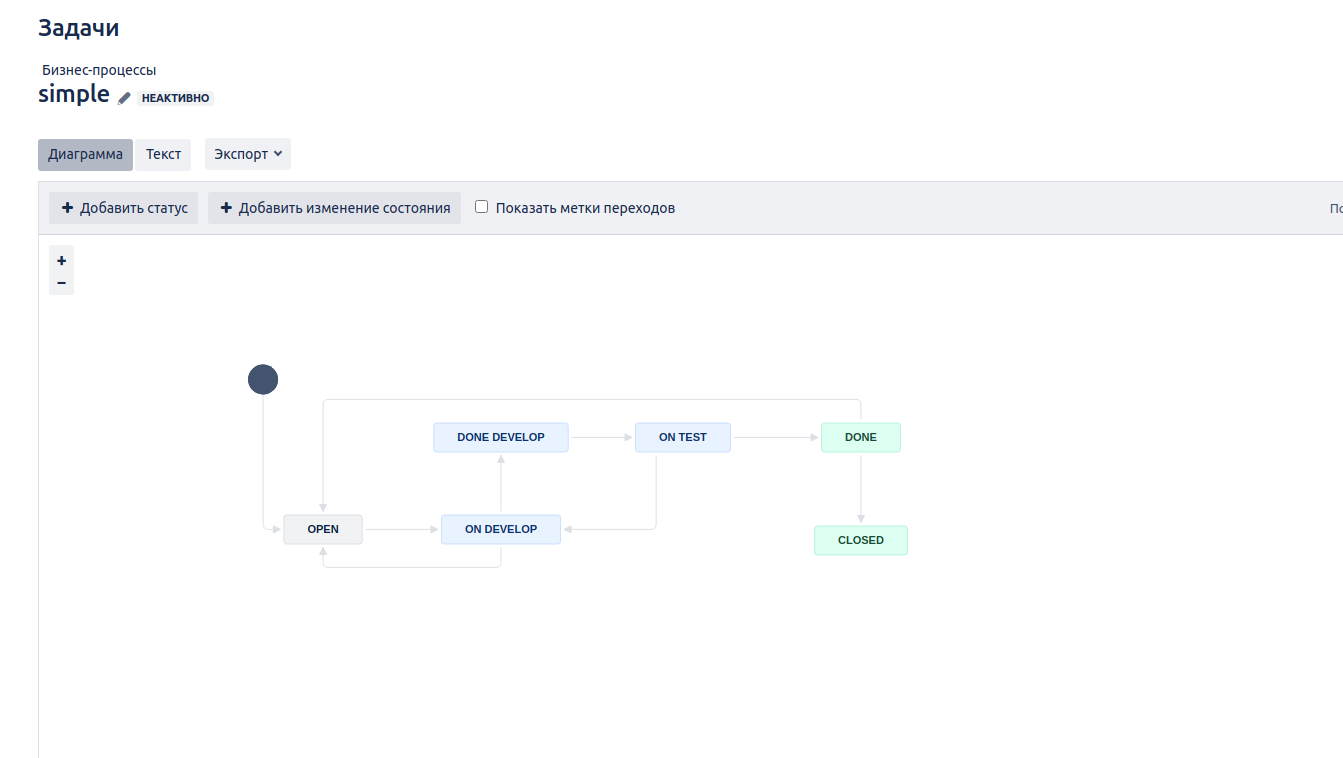 Задачи
Бизнес-процессы
simple НЕАКТИВНО
Диаграмма Текст Экспорт
+ Добавить статус + Добавить изменение состояния Показать метки переходов
+
−
DONE DEVELOP ON TEST DONE
OPEN ON DEVELOP CLOSED